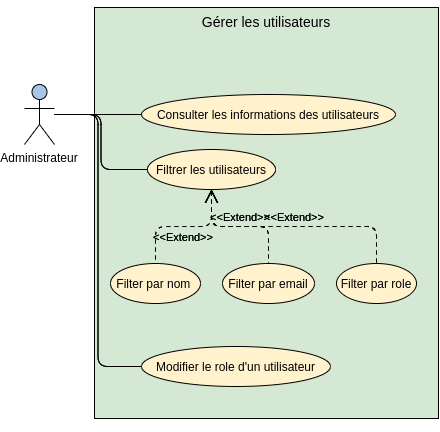 Gérer les utilisateurs
Consulter les informations des utilisateurs
Administrateur
Filtrer les utilisateurs
<<Extend>>
<<Extend>>
<<Extend>>
Filter par nom
Filter par email
Filter par role
Modifier le role d'un utilisateur